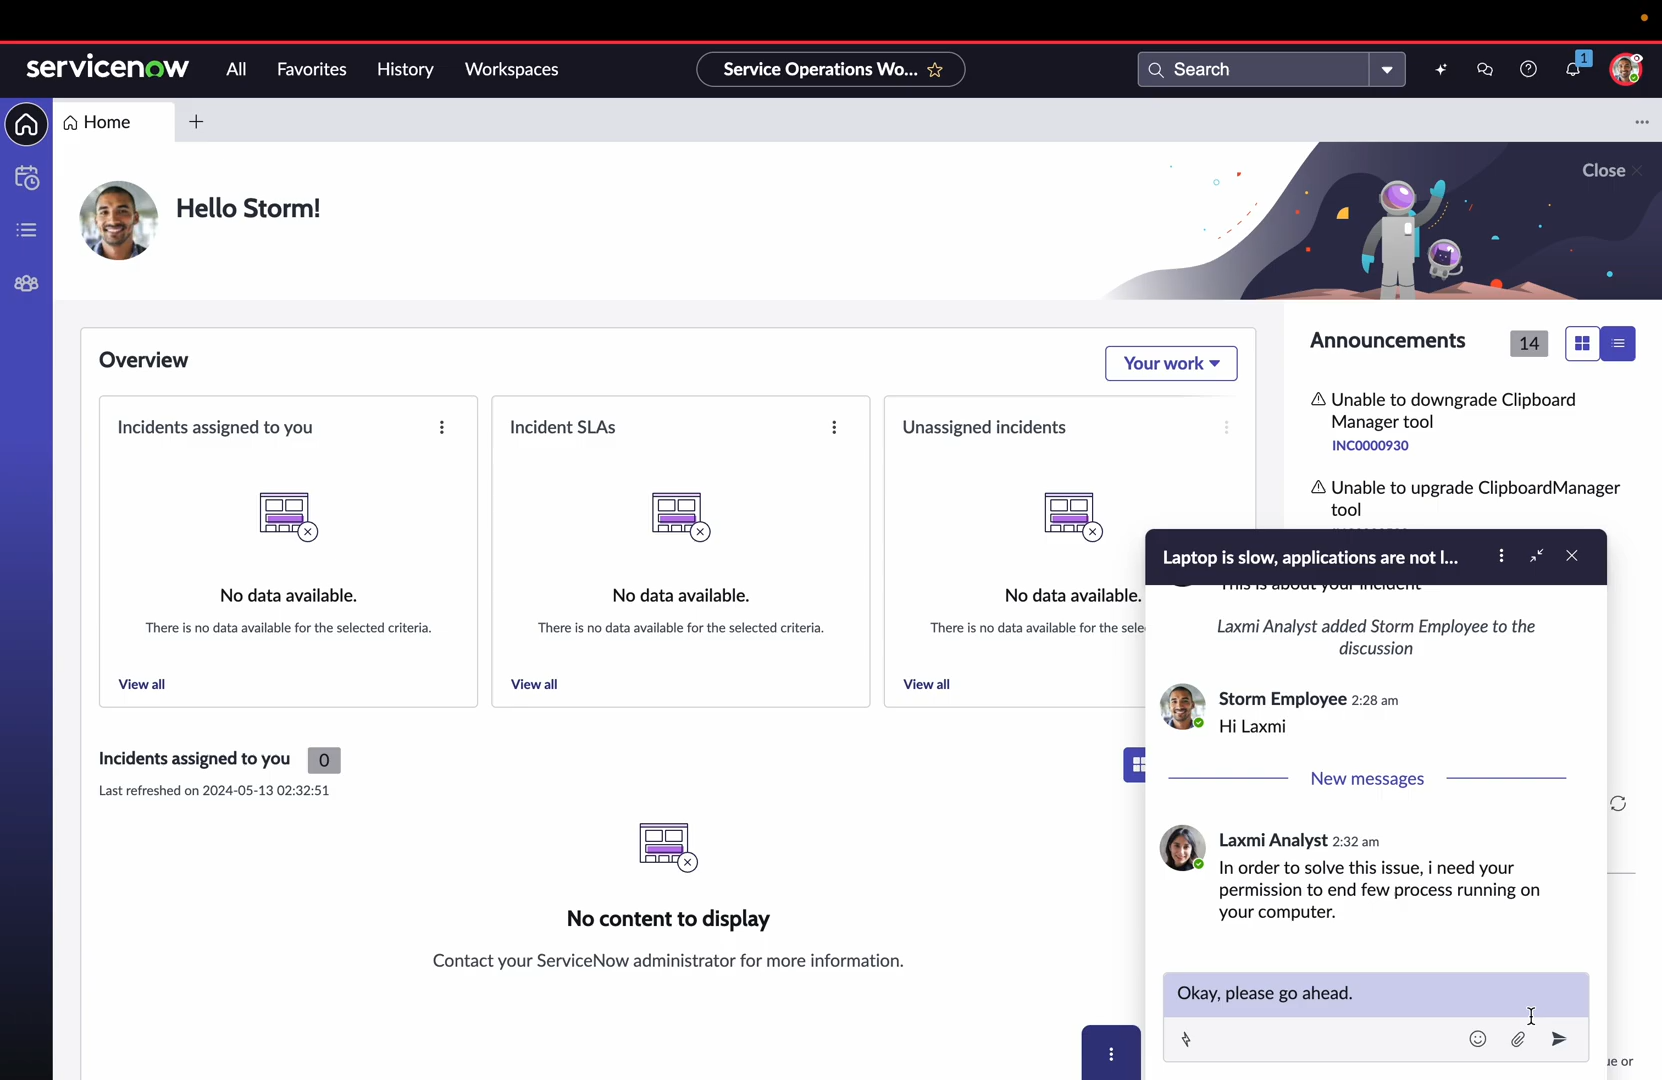 servicenow All Favorites History Workspaces Service Operations Wo... Search 1
Home
Close
Hello Storm!
Overview
Your work
Incidents assigned to you
No data available.
There is no data available for the selected criteria.
View all
Incident SLAs
No data available.
There is no data available for the selected criteria.
View all
Unassigned incidents
No data available.
There is no data available for the sele
View all
Incidents assigned to you 0
Last refreshed on 2024-05-13 02:32:51
No content to display
Contact your ServiceNow administrator for more information.
Announcements 14
Unable to downgrade Clipboard
Manager tool
INC0000930
Unable to upgrade ClipboardManager
tool
Laptop is slow, applications are not l...
This is about your incident
Laxmi Analyst added Storm Employee to the
discussion
Storm Employee 2:28 am
Hi Laxmi
New messages
Laxmi Analyst 2:32 am
In order to solve this issue, i need your
permission to end few process running on
your computer.
Okay, please go ahead.
ue or